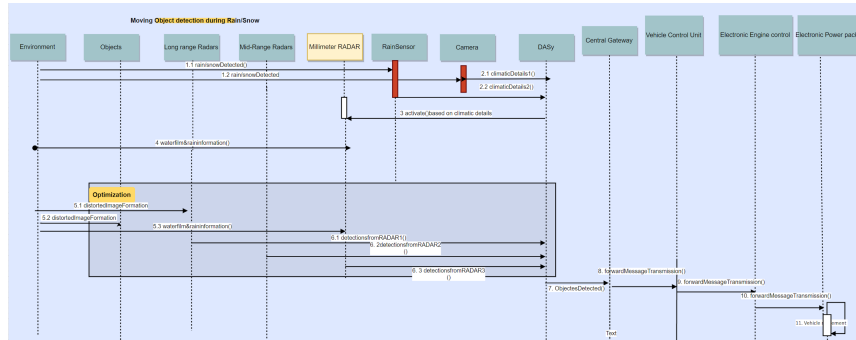 Moving Object detection during Rain/Snow
Environment
Objects
Long range Radars
Mid-Range Radars
Millimeter RADAR
RainSensor
Camera
DASy
Central Gateway
Vehicle Control Unit
Electronic Engine control
Electronic Power pack
1.1 rain/snowDetected()
1.2 rain/snowDetected
2.1 climaticDetails1()
2.2 climaticDetails2()
3 activate()based on climatic details
4 waterfilm&raininformation()
Optimization
5.1 distortedImageFormation
5.2 distortedImageFormation
5.3 waterfilm&raininformation()
6.1 detectionsfromRADAR1()
6. 2detectionsfromRADAR2
()
6. 3 detectionsfromRADAR3
()
7. ObjectesDetected()
8. forwardMessageTransmission()
9. forwardMessageTransmission()
10. forwardMessageTransmission()
11. Vehicle
Text